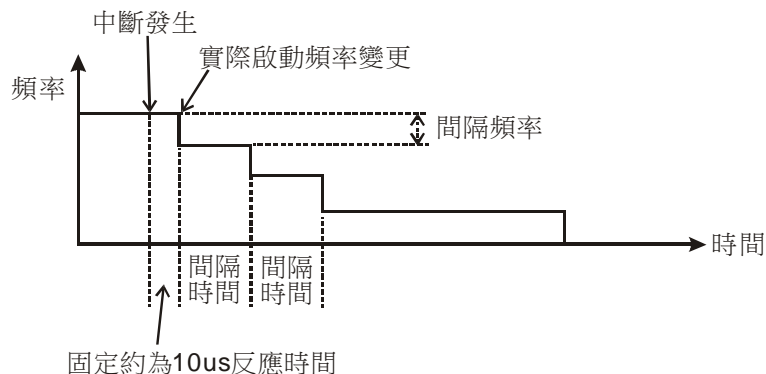 中斷發生
實際啟動頻率變更
頻率
間隔頻率
時間
間隔
時間
間隔
時間
固定約為10us反應時間